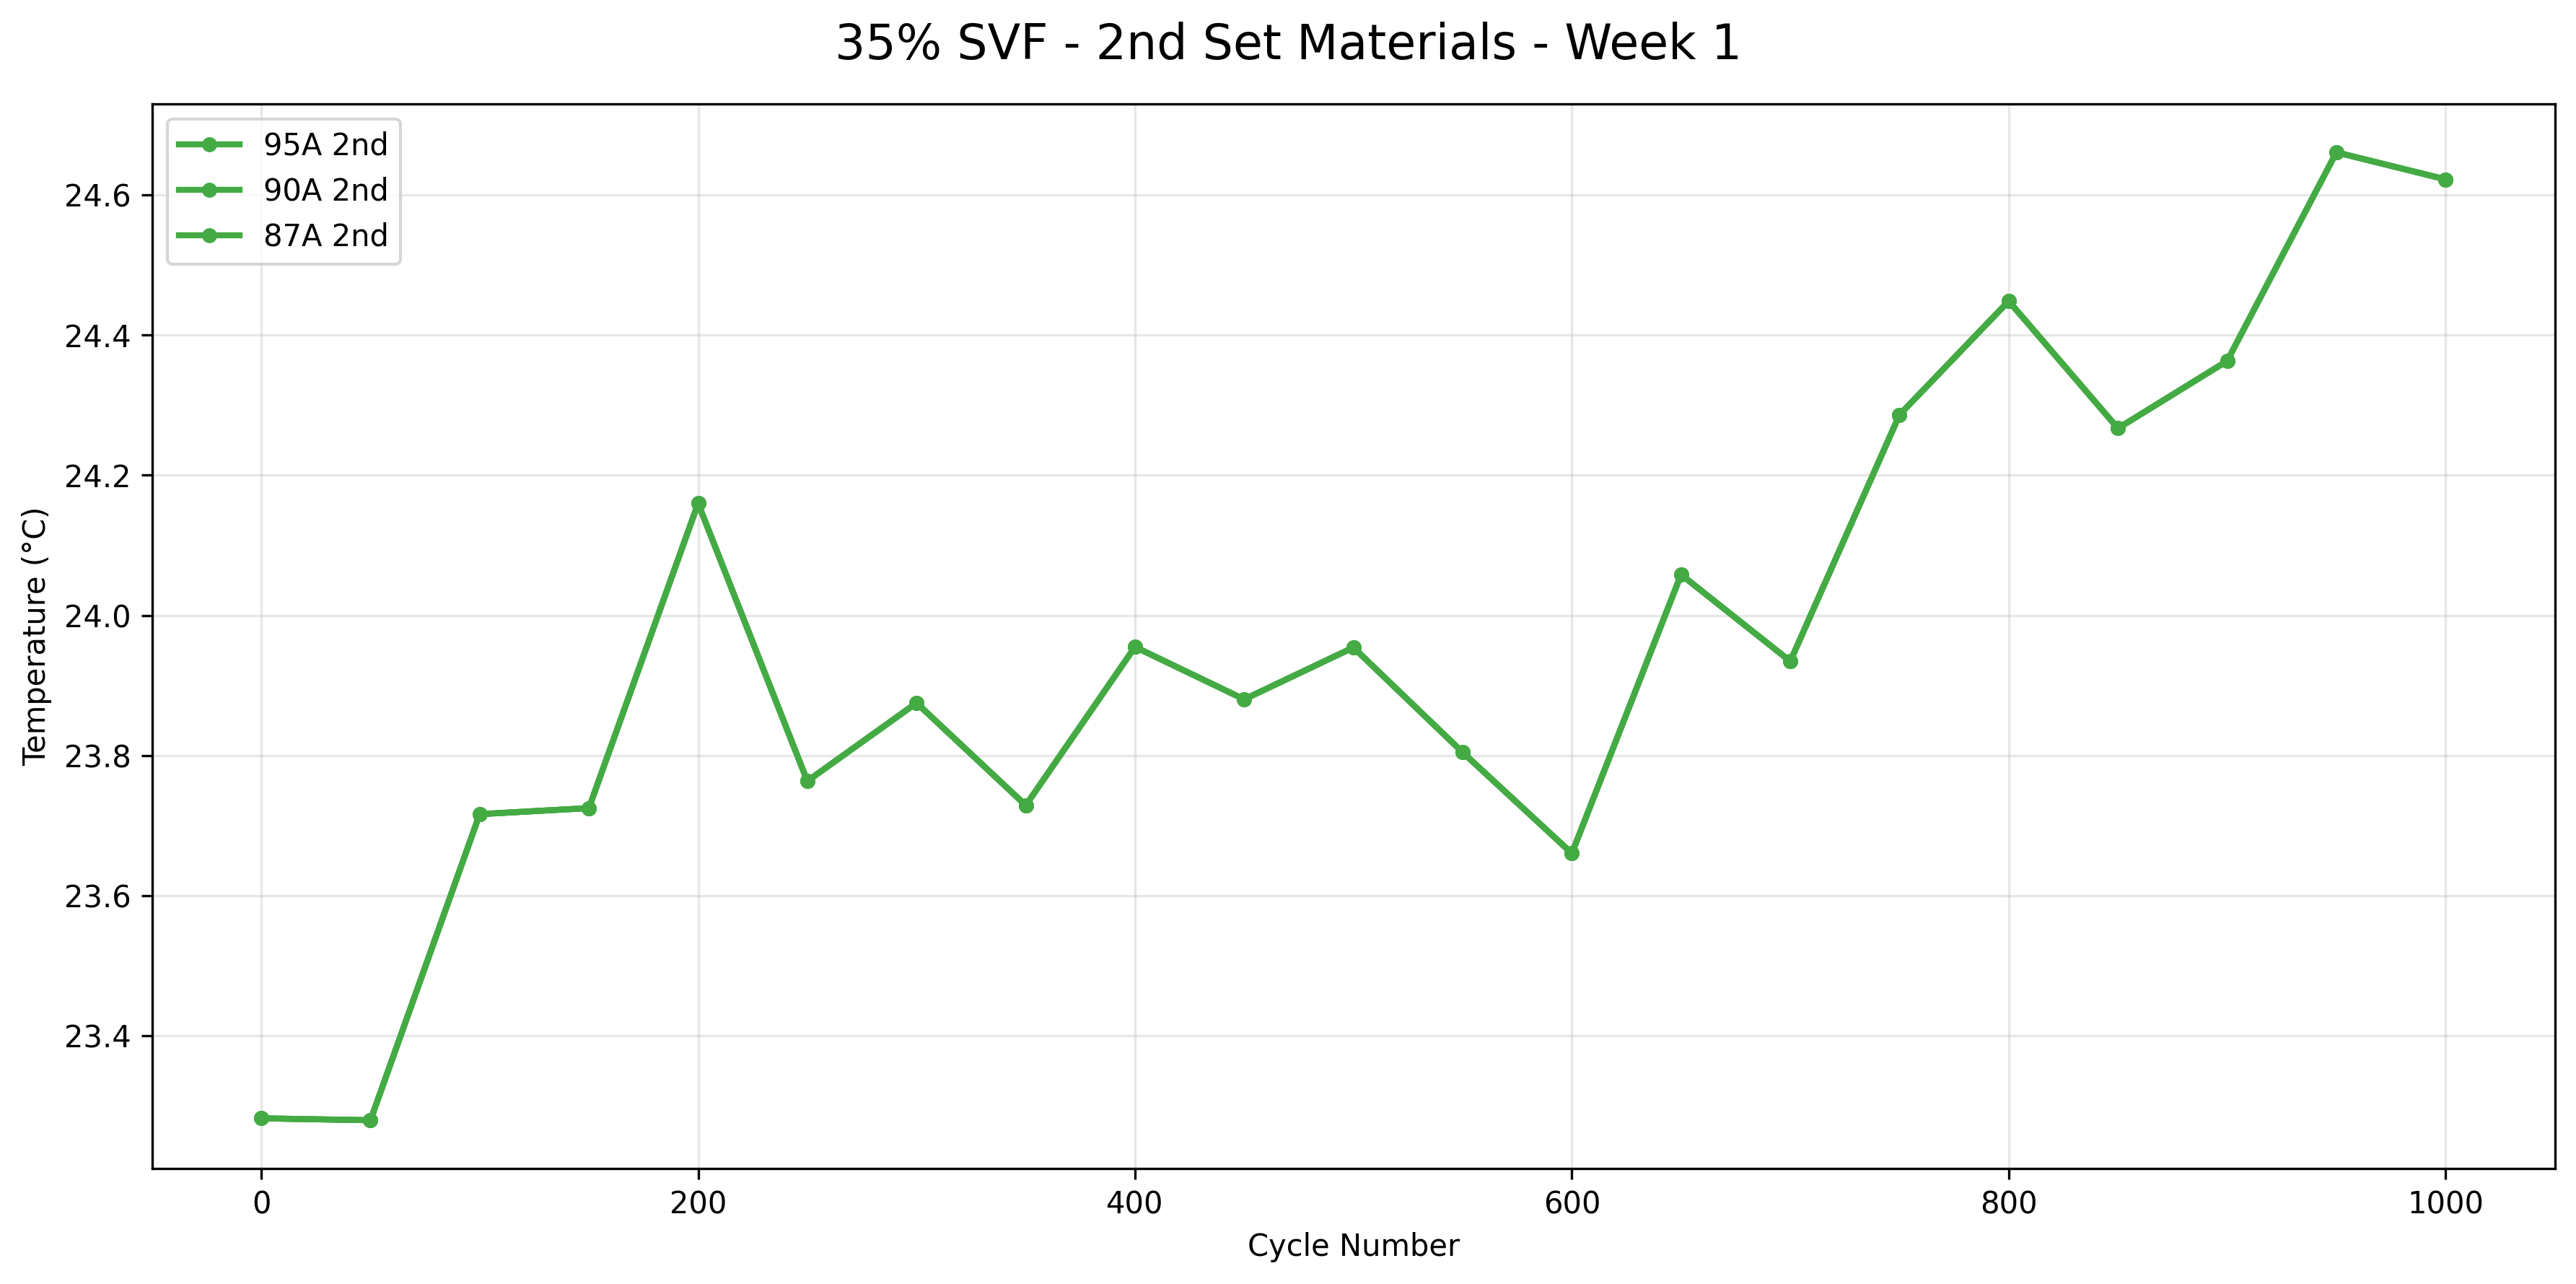 35% SVF - 2nd Set Materials - Week 1
95A 2nd
90A 2nd
87A 2nd
24.6
24.4
24.2
24.0
23.8
23.6
23.4
Temperature (°C)
0 200 400 600 800 1000
Cycle Number